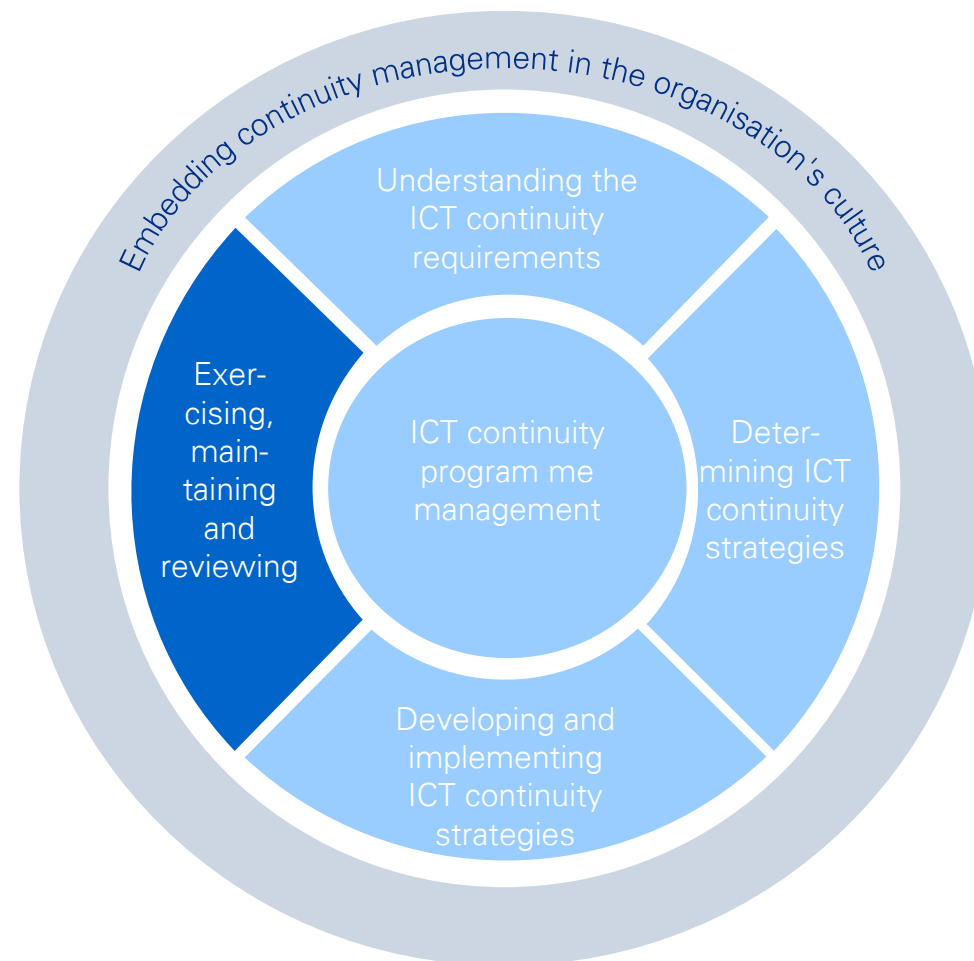 Embedding continuity management in the organisation's culture
Understanding the
ICT continuity
requirements
Exer-
cising,
main-
taining
and
reviewing
ICT continuity
program me
management
Deter-
mining ICT
continuity
strategies
Developing and
implementing
ICT continuity
strategies